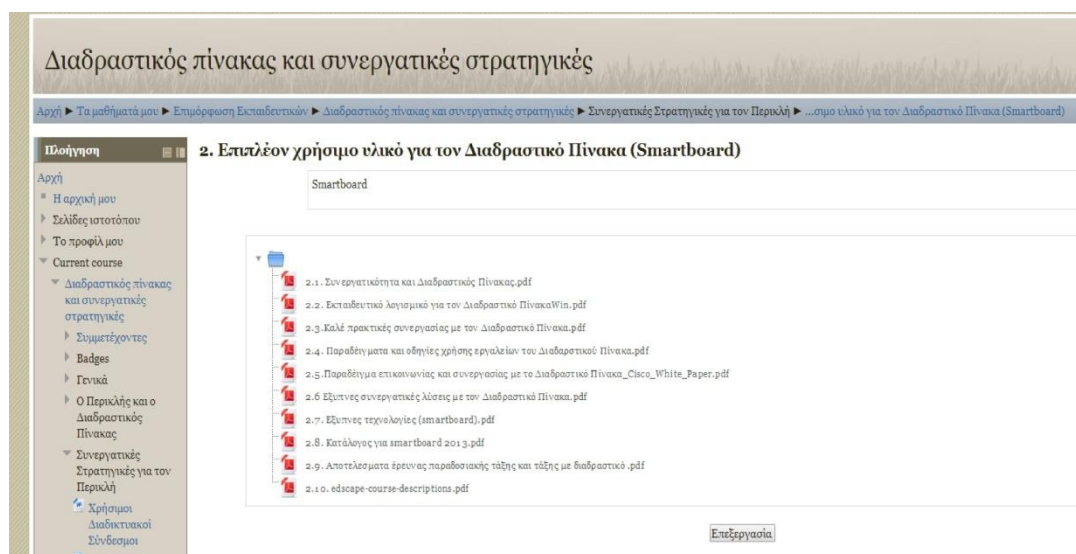 Διαδραστικός πίνακας και συνεργατικές στρατηγικές
Αρχή ► Τα μαθήματά μου ► Επιμόρφωση Εκπαιδευτικών ► Διαδραστικός πίνακας και συνεργατικές στρατηγικές ► Συνεργατικές Στρατηγικές για τον Περικλή ► ...σιμο υλικό για τον Διαδραστικό Πίνακα (Smartboard)
Πλοήγηση
Αρχή
Η αρχική μου
Σελίδες ιστοτόπου
Το προφίλ μου
Current course
Διαδραστικός πίνακας
και συνεργατικές
στρατηγικές
Συμμετέχοντες
Badges
Γενικά
Ο Περικλής και ο
Διαδραστικός
Πίνακας
Συνεργατικές
Στρατηγικές για τον
Περικλή
Χρήσιμοι
Διαδικτυακοί
Σύνδεσμοι
2. Επιπλέον χρήσιμο υλικό για τον Διαδραστικό Πίνακα (Smartboard)
Smartboard
2.1. Συνεργατικότητα και Διαδραστικός Πίνακας.pdf
2.2. Εκπαιδευτικό λογισμικό για τον Διαδραστικό ΠίνακαWin.pdf
2.3.Καλέ πρακτικές συνεργασίας με τον Διαδραστικό Πίνακα.pdf
2.4. Παραδέιγματα και οδηγίες χρήσης εργαλείων του Διαδαρστικού Πίνακα.pdf
2.5.Παραδέιγμα επικοινωνίας και συνεργασίας με το Διαδραστικό Πίνακα_Cisco_White_Paper.pdf
2.6 Εξυπνες συνεργατικές λύσεις με τον Διαδραστικό Πίνακα.pdf
2.7. Εξυπνες τεχνολογίες (smartboard).pdf
2.8. Κατάλογος για smartboard 2013.pdf
2.9. Αποτελεσματα έρευνας παραδοσιακής τάξης και τάξης με διαδραστικό .pdf
2.10. edscape-course-descriptions.pdf
Επεξεργασία